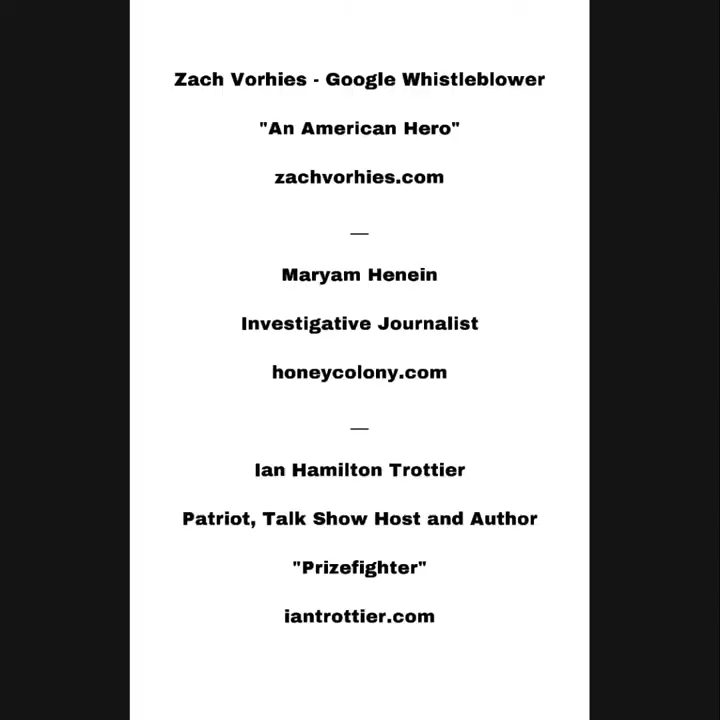 Zach Vorhies - Google Whistleblower
"An American Hero"
zachvorhies.com
—
Maryam Henein
Investigative Journalist
honeycolony.com
—
Ian Hamilton Trottier
Patriot, Talk Show Host and Author
"Prizefighter"
iantrottier.com